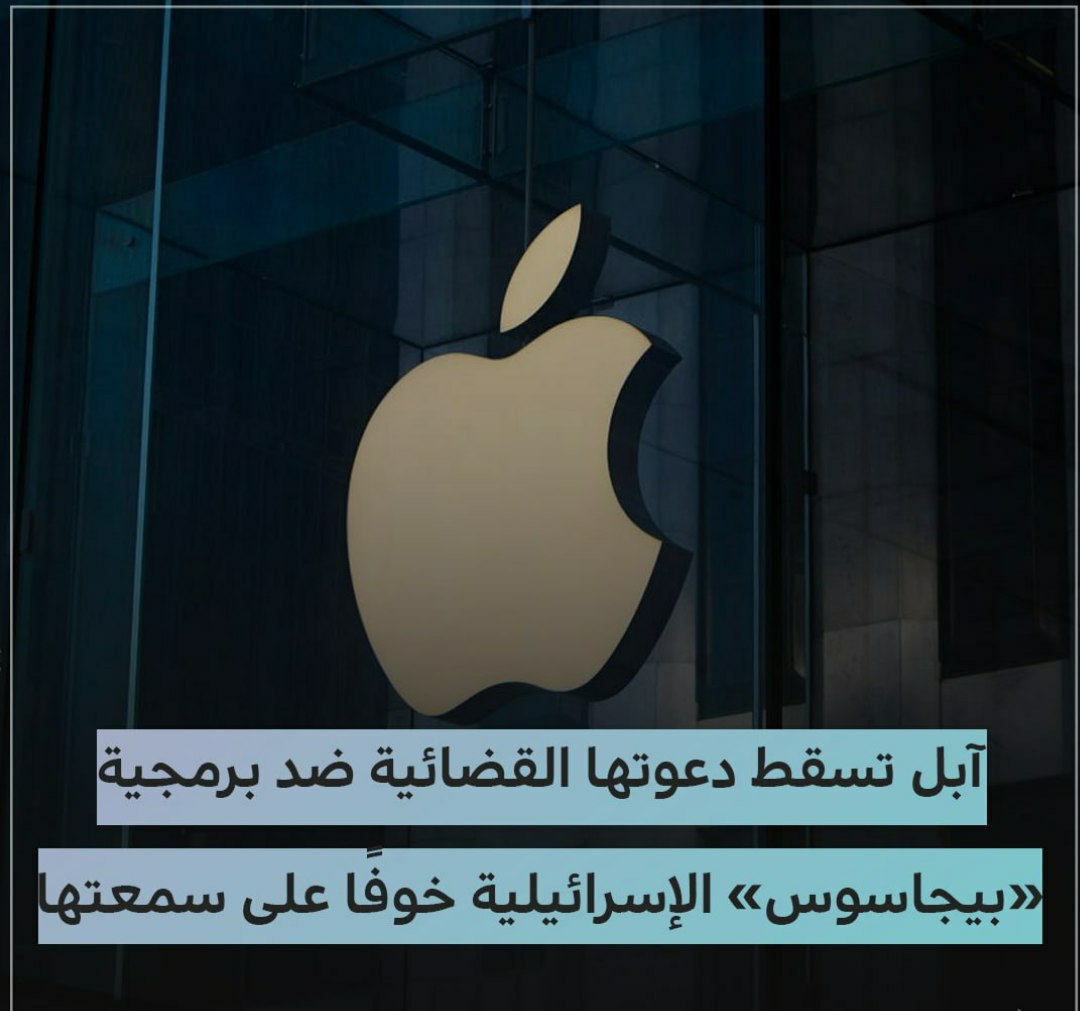 آبل تسقط دعوتها القضائية ضد برمجية
«بيجاسوس» الإسرائيلية خوفًا على سمعتها